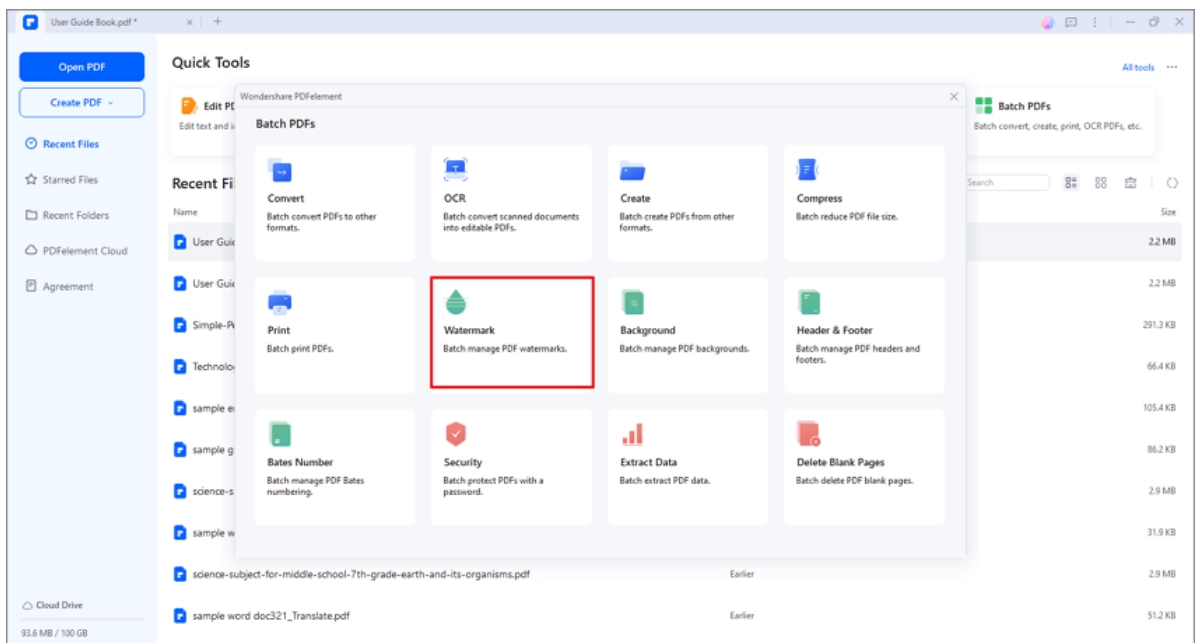 User Guide Book.pdf *
Open PDF
Create PDF
Recent Files
Starred Files
Recent Folders
PDFelement Cloud
Agreement
Cloud Drive
93.6 MB / 100 GB
Quick Tools
All tools
Edit
Edit text and
Batch PDFs
Batch convert, create, print, OCR PDFs, etc.
Recent
Search
Name
Size
User
2.2 MB
User
2.2 MB
291.3 KB
66.4 KB
sample
105.4 KB
sample
86.2 KB
2.9 MB
sample
31.9 KB
science-subject-for-middle-school-7th-grade-earth-and-its-organisms.pdf
Earlier
2.9 MB
sample word doc321_Translate.pdf
Earlier
51.2 KB
Wondershare PDFelement
Batch PDFs
Convert
Batch convert PDFs to other
formats.
OCR
Batch convert scanned documents
into editable PDFs.
Create
Batch create PDFs from other
formats.
Compress
Batch reduce PDF file size.
Print
Batch print PDFs.
Watermark
Batch manage PDF watermarks.
Background
Batch manage PDF backgrounds.
Header & Footer
Batch manage PDF headers and
footers.
Bates Number
Batch manage PDF Bates
numbering.
Security
Batch protect PDFs with a
password.
Extract Data
Batch extract PDF data.
Delete Blank Pages
Batch delete PDF blank pages.